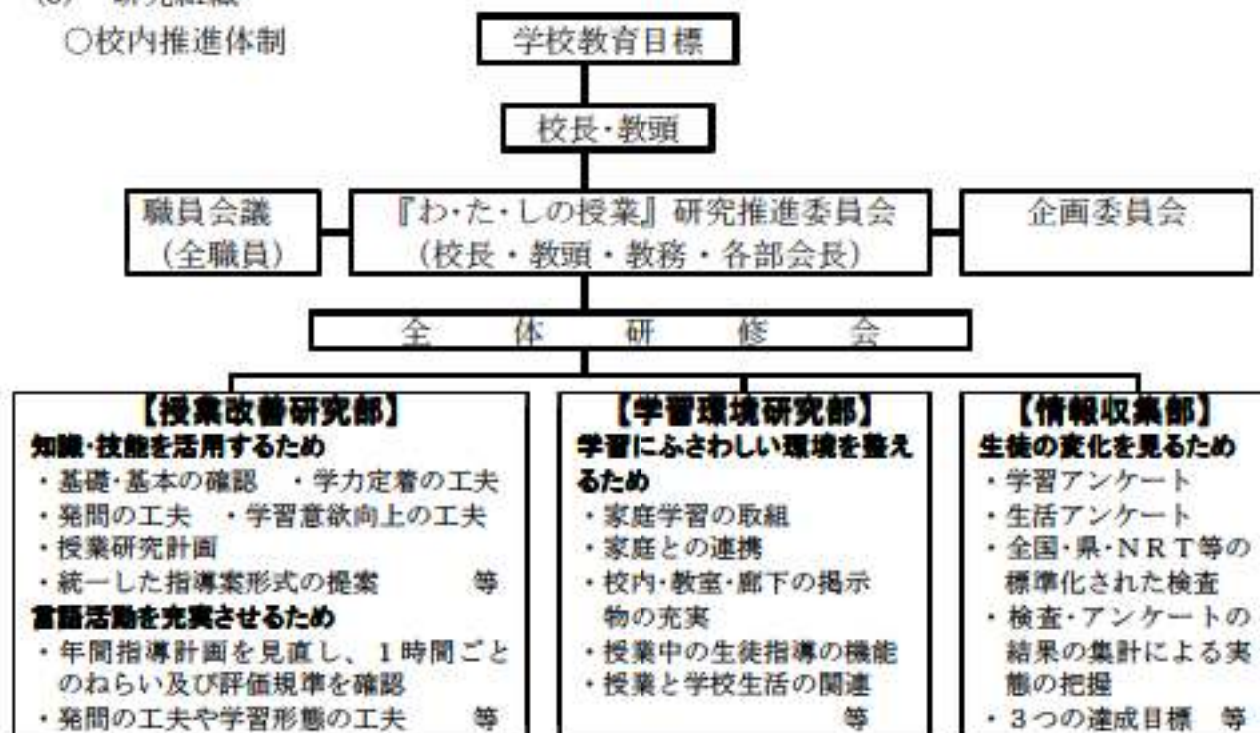 ○校内推進体制
学校教育目標
校長・教頭
職員会議
（全職員）
『わ・た・しの授業』研究推進委員会
（校長・教頭・教務・各部会長）
企画委員会
全体研修会
【授業改善研究部】
知識・技能を活用するため
・基礎・基本の確認　・学力定着の工夫
・発問の工夫　・学習意欲向上の工夫
・授業研究計画
・統一した指導案形式の提案　等
言語活動を充実させるため
・年間指導計画を見直し、１時間ごと
のねらい及び評価規準を確認
・発問の工夫や学習形態の工夫　等
【学習環境研究部】
学習にふさわしい環境を整え
るため
・家庭学習の取組
・家庭との連携
・校内・教室・廊下の掲示
物の充実
・授業中の生徒指導の機能
・授業と学校生活の関連
等
【情報収集部】
生徒の変化を見るため
・学習アンケート
・生活アンケート
・全国・県・ＮＲＴ等の
標準化された検査
・検査・アンケートの
結果の集計による実
態の把握
・３つの達成目標　等